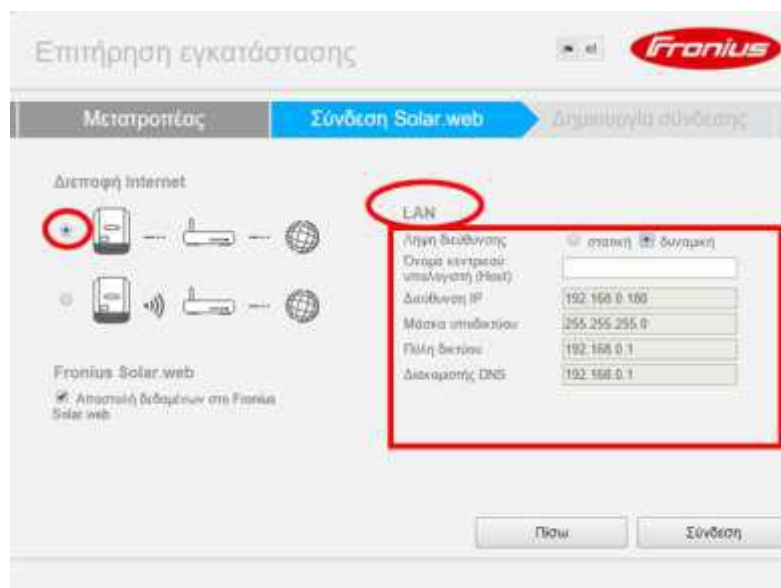 Επιτήρηση εγκατάστασης
el
Fronius
Μετατροπέας
Σύνδεση Solar.web
Δημιουργία σύνδεσης
Διεπαφή Internet
LAN
Λήψη διεύθυνσης
στατική
δυναμική
Όνομα κεντρικού
υπολογιστή (Host)
Διεύθυνση IP
192.168.0.180
Μάσκα υποδικτύου
255.255.255.0
Πύλη δικτύου
192.168.0.1
Διακομιστής DNS
192.168.0.1
Fronius Solar.web
Αποστολή δεδομένων στο Fronius
Solar.web
Πίσω
Σύνδεση